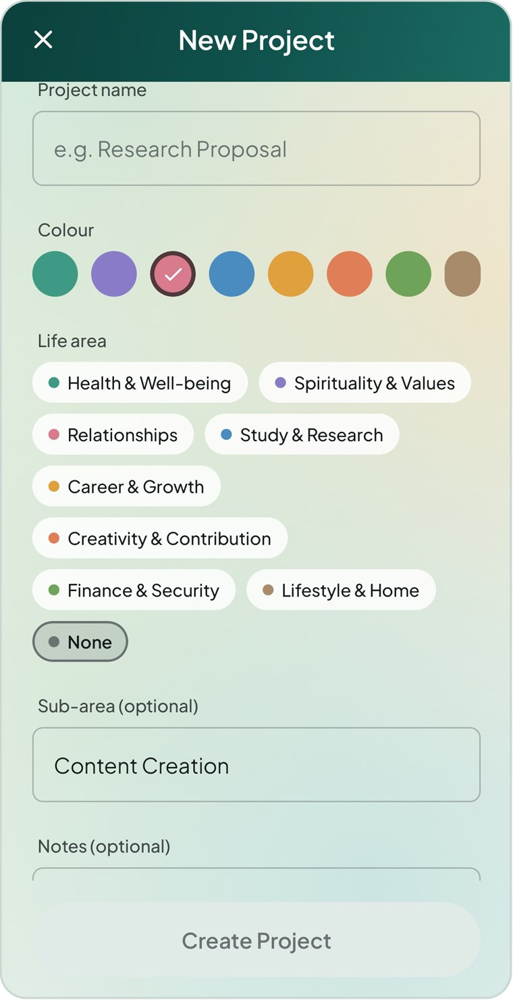 New Project
Project name
e.g. Research Proposal
Colour
Life area
Health & Well-being
Spirituality & Values
Relationships
Study & Research
Career & Growth
Creativity & Contribution
Finance & Security
Lifestyle & Home
None
Sub-area (optional)
Content Creation
Notes (optional)
Create Project